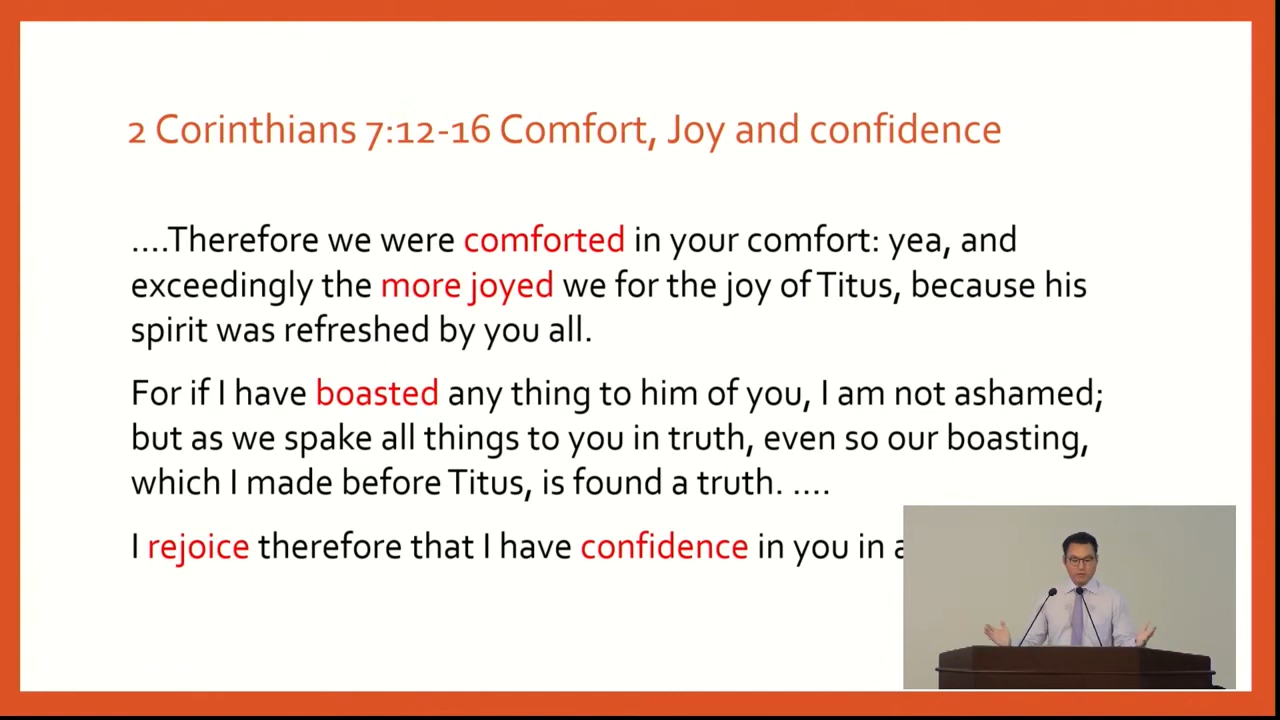 2 Corinthians 7:12-16 Comfort, Joy and confidence
....Therefore we were comforted in your comfort: yea, and
exceedingly the more joyed we for the joy of Titus, because his
spirit was refreshed by you all.
For if I have boasted any thing to him of you, I am not ashamed;
but as we spake all things to you in truth, even so our boasting,
which I made before Titus, is found a truth. ....
I rejoice therefore that I have confidence in you in